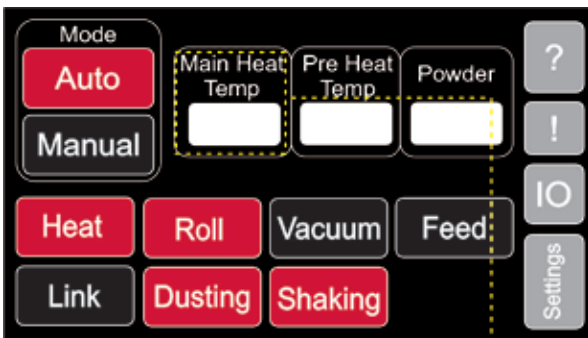 Mode
Auto
Manual
Main Heat
Temp
Pre Heat
Temp
Powder
?
!
IO
Settings
Heat
Roll
Vacuum
Feed
Link
Dusting
Shaking